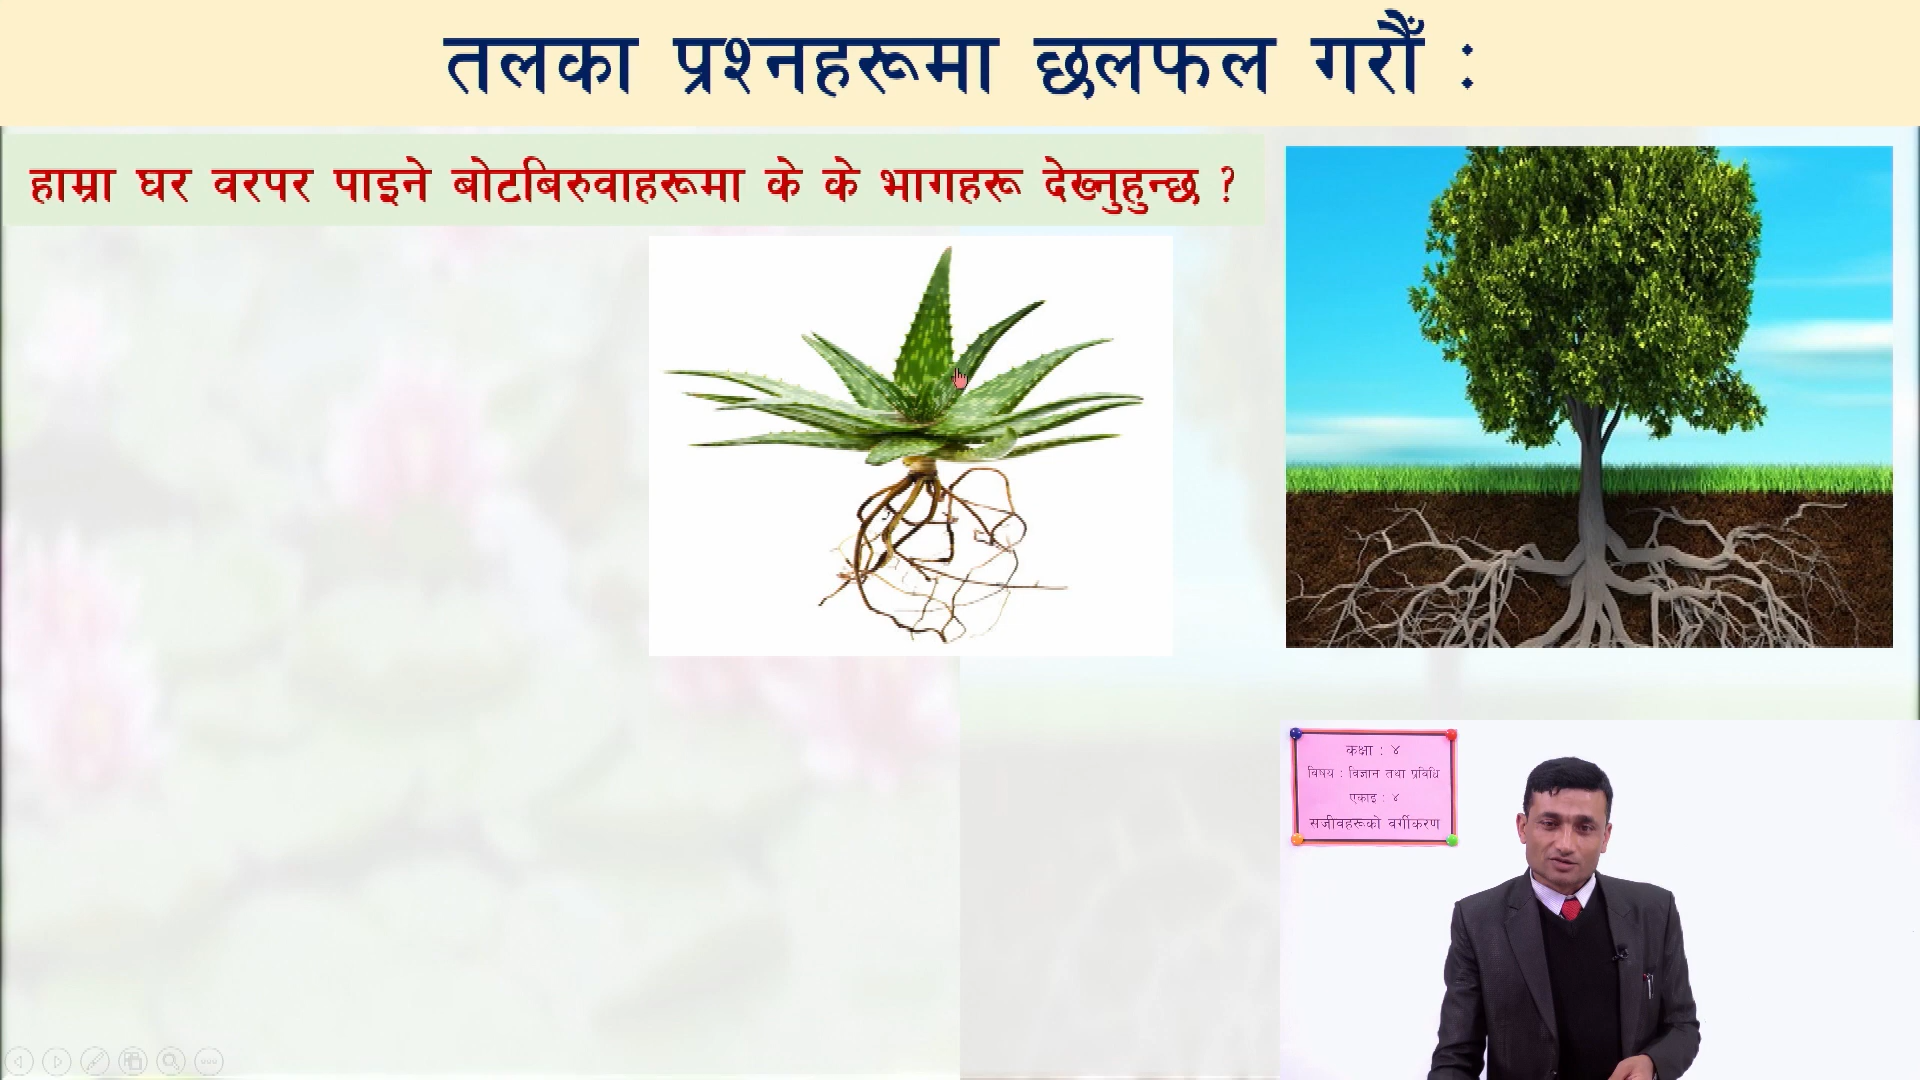 तलका प्रश्नहरूमा छलफल गरौँ :
हाम्रा घर वरपर पाइने बोटबिरुवाहरूमा के के भागहरू देख्नुहुन्छ ?
कक्षा : ४
विषय : विज्ञान तथा प्रविधि
एकाइ : ४
सजीवहरूको वर्गीकरण